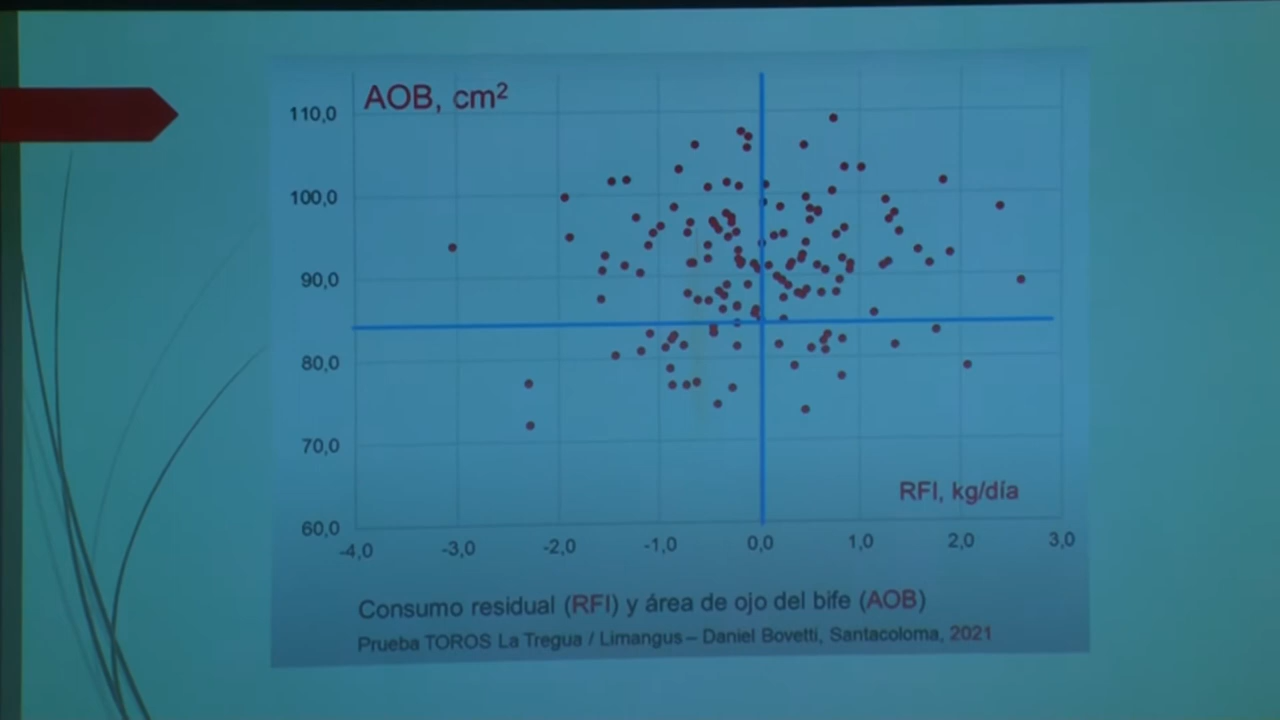 AOB, cm²
110,0
100,0
90,0
80,0
70,0
60,0
-4,0 -3,0 -2,0 -1,0 0,0 1,0 2,0 3,0
RFI, kg/día
Consumo residual (RFI) y área de ojo del bife (AOB)
Prueba TOROS La Tregua / Limangus – Daniel Bovetti, Santacoloma, 2021